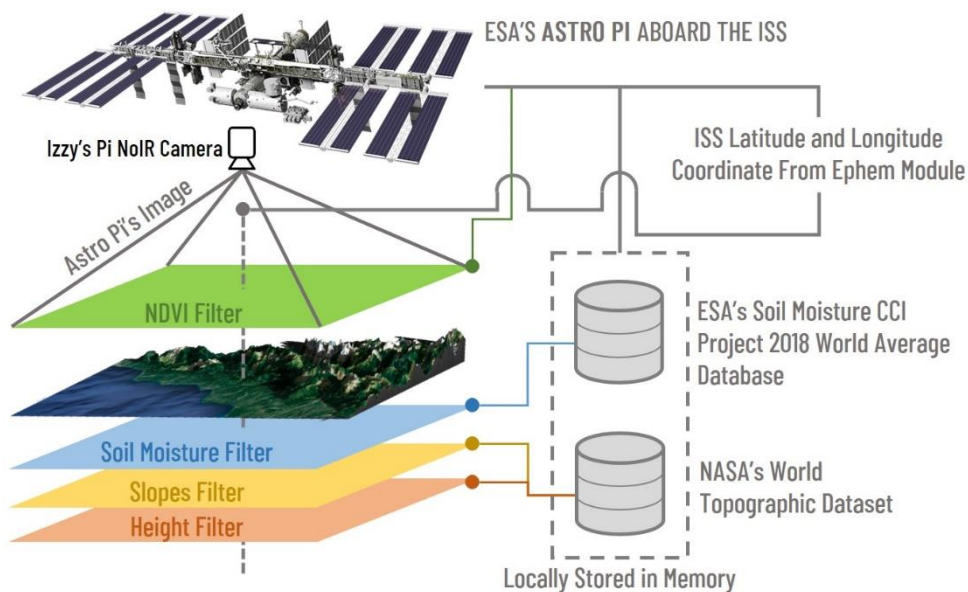 ESA'S ASTRO PI ABOARD THE ISS
Izzy's Pi NoIR Camera
ISS Latitude and Longitude
Coordinate From Ephem Module
Astro Pi's Image
NDVI Filter
ESA's Soil Moisture CCI
Project 2018 World Average
Database
Soil Moisture Filter
Slopes Filter
Height Filter
NASA's World
Topographic Dataset
Locally Stored in Memory